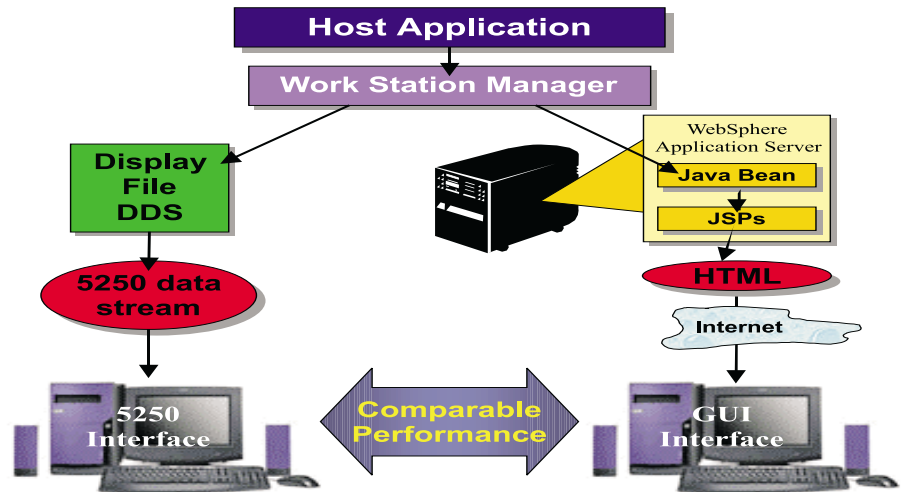 Host Application
Work Station Manager
Display
File
DDS
WebSphere
Application Server
Java Bean
JSPs
5250 data
stream
HTML
Internet
5250
Interface
Comparable
Performance
GUI
Interface